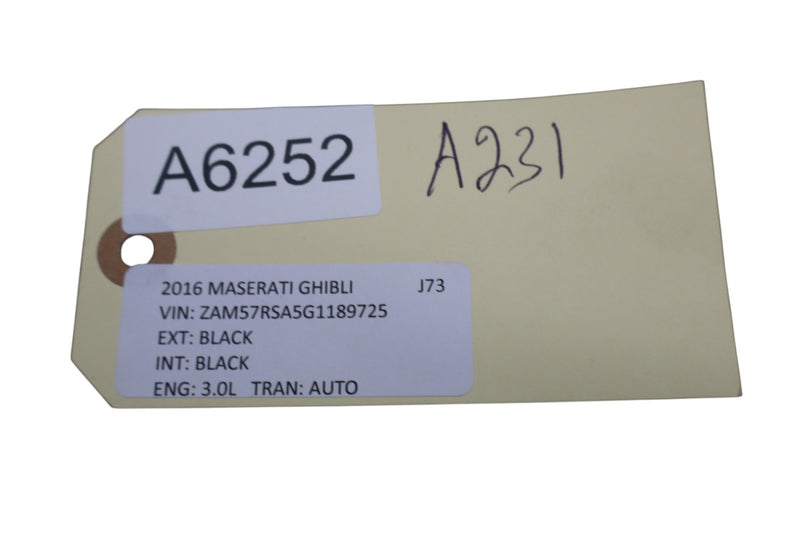 A6252
A231
2016 MASERATI GHIBLI J73
VIN: ZAM57RSA5G1189725
EXT: BLACK
INT: BLACK
ENG: 3.0L TRAN: AUTO